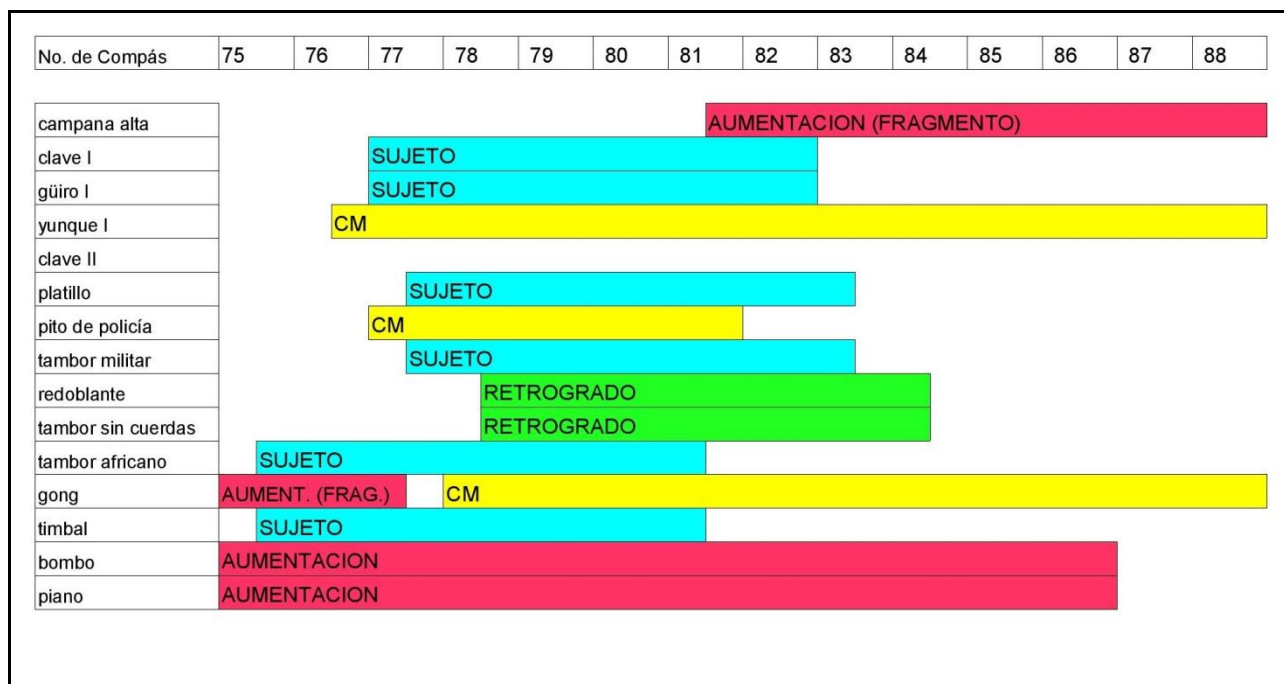 No. de Compás 75 76 77 78 79 80 81 82 83 84 85 86 87 88
campana alta AUMENTACION (FRAGMENTO)
clave I SUJETO
güiro I SUJETO
yunque I CM
clave II
platillo SUJETO
pito de policía CM
tambor militar SUJETO
redoblante RETROGRADO
tambor sin cuerdas RETROGRADO
tambor africano SUJETO
gong AUMENT. (FRAG.) CM
timbal SUJETO
bombo AUMENTACION
piano AUMENTACION